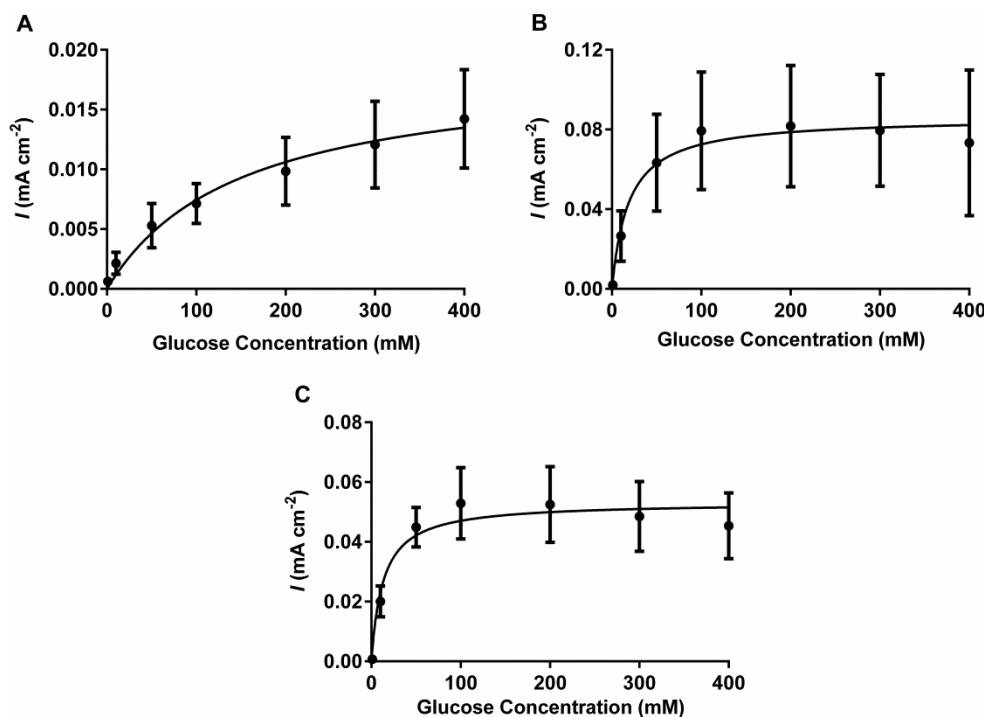 A
I (mA cm-2)
0.020
0.015
0.010
0.005
0.000
0 100 200 300 400
Glucose Concentration (mM)
B
I (mA cm-2)
0.12
0.08
0.04
0.00
0 100 200 300 400
Glucose Concentration (mM)
C
I (mA cm-2)
0.08
0.06
0.04
0.02
0.00
0 100 200 300 400
Glucose Concentration (mM)